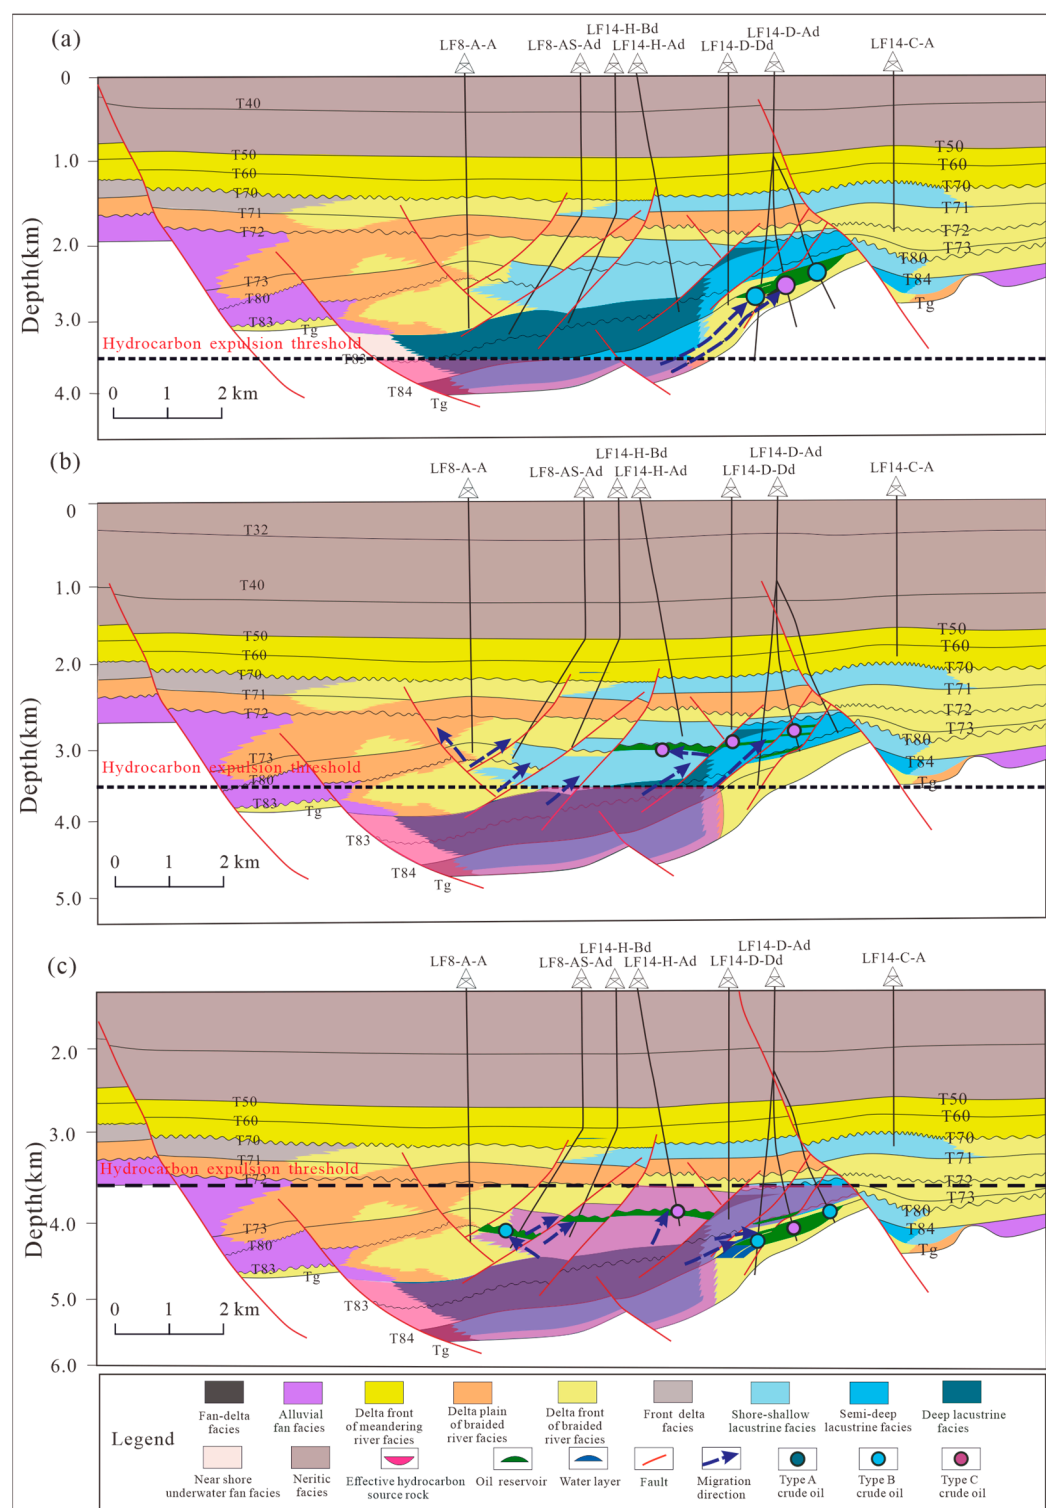 (a)
LF14-H-Bd
LF14-D-Ad
LF8-A-A
LF8-AS-Ad
LF14-H-Ad
LF14-D-Dd
LF14-C-A
0
1.0
2.0
3.0
4.0
Depth(km)
T40
T50
T60
T70
T71
T72
T73
T80
T83
Tg
T83
T84
Tg
T50
T60
T70
T71
T72
T73
T80
T84
Tg
Hydrocarbon expulsion threshold
0 1 2 km
(b)
LF14-H-Bd
LF14-D-Ad
LF8-A-A
LF8-AS-Ad
LF14-H-Ad
LF14-D-Dd
LF14-C-A
0
1.0
2.0
3.0
4.0
5.0
Depth(km)
T32
T40
T50
T60
T70
T71
T72
T73
T80
T83
Tg
T83
T84
Tg
T50
T60
T70
T71
T72
T73
T80
T84
Tg
Hydrocarbon expulsion threshold
0 1 2 km
(c)
LF14-H-Bd
LF14-D-Ad
LF8-A-A
LF8-AS-Ad
LF14-H-Ad
LF14-D-Dd
LF14-C-A
2.0
3.0
4.0
5.0
6.0
Depth(km)
T50
T60
T70
T71
T72
T73
T80
T83
Tg
T83
T84
Tg
T50
T60
T70
T71
T72
T73
T80
T84
Tg
Hydrocarbon expulsion threshold
0 1 2 km
Legend
Fan-delta
facies
Alluvial
fan facies
Delta front
of meandering
river facies
Delta plain
of braided
river facies
Delta front
of braided
river facies
Front delta
facies
Shore-shallow
lacustrine facies
Semi-deep
lacustrine facies
Deep lacustrine
facies
Near shore
underwater fan facies
Neritic
facies
Effective hydrocarbon
source rock
Oil reservoir
Water layer
Fault
Migration
direction
Type A
crude oil
Type B
crude oil
Type C
crude oil